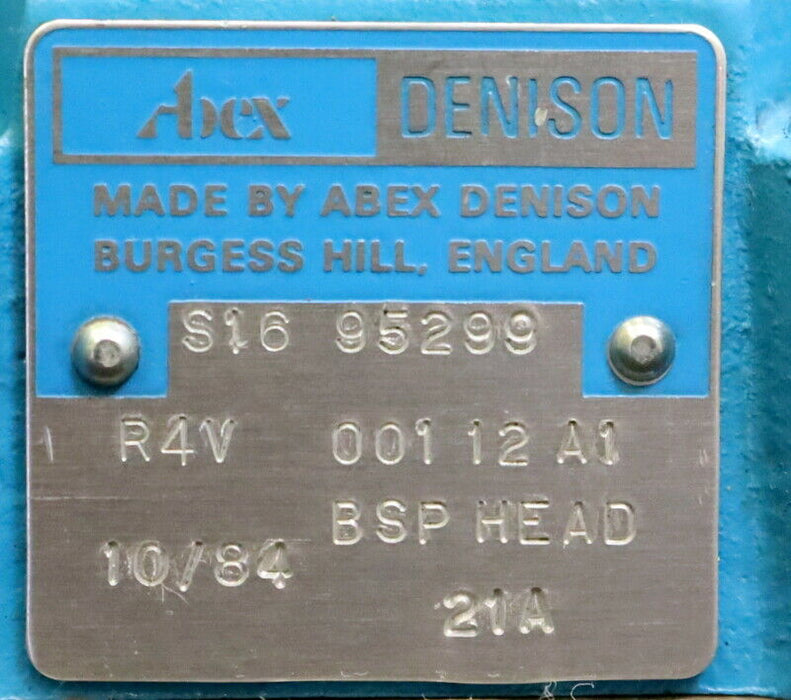 Abex DENISON
MADE BY ABEX DENISON
BURGESS HILL, ENGLAND
S16 95299
R4V 001 12 A1
BSP HEAD
10/84
21A